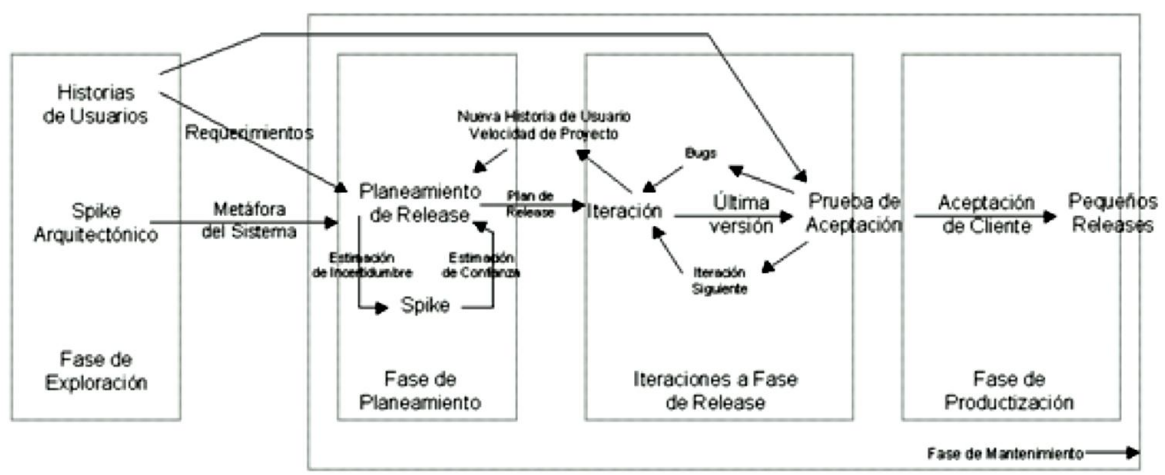 Historias
de Usuarios
Requerimientos
Spike
Arquitectónico
Metáfora
del Sistema
Fase de
Exploración
Nueva Historia de Usuario
Velocidad de Proyecto
Planeamiento
de Release
Plan de
Release
Estimación
de Incertidumbre
Estimación
de Confianza
Spike
Fase de
Planeamiento
Bugs
Iteración
Última
versión
Prueba de
Aceptación
Iteración
Siguiente
Iteraciones a Fase
de Release
Aceptación
de Cliente
Pequeños
Releases
Fase de
Productización
Fase de Mantenimiento